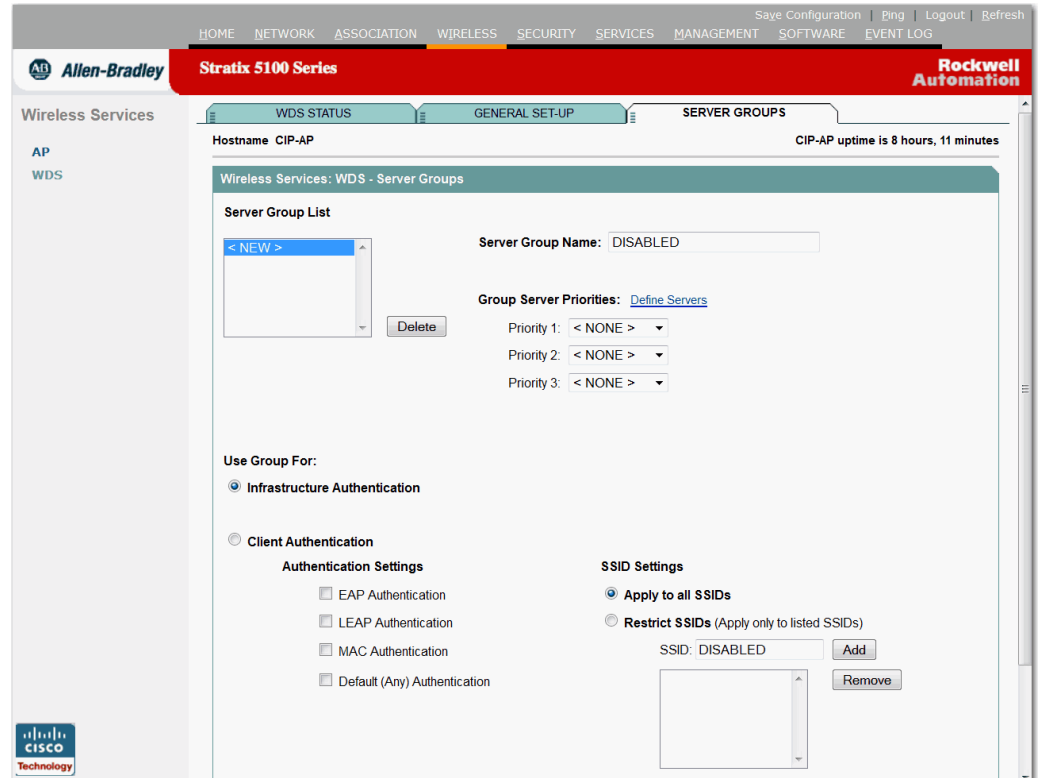 Save Configuration | Ping | Logout | Refresh
HOME NETWORK ASSOCIATION WIRELESS SECURITY SERVICES MANAGEMENT SOFTWARE EVENT LOG
AB Allen-Bradley Stratix 5100 Series Rockwell Automation
Wireless Services
AP
WDS
WDS STATUS GENERAL SET-UP SERVER GROUPS
Hostname CIP-AP CIP-AP uptime is 8 hours, 11 minutes
Wireless Services: WDS - Server Groups
Server Group List
< NEW >
Delete
Server Group Name: DISABLED
Group Server Priorities: Define Servers
Priority 1: < NONE >
Priority 2: < NONE >
Priority 3: < NONE >
Use Group For:
Infrastructure Authentication
Client Authentication
Authentication Settings
EAP Authentication
LEAP Authentication
MAC Authentication
Default (Any) Authentication
SSID Settings
Apply to all SSIDs
Restrict SSIDs (Apply only to listed SSIDs)
SSID: DISABLED Add
Remove
CISCO
Technology